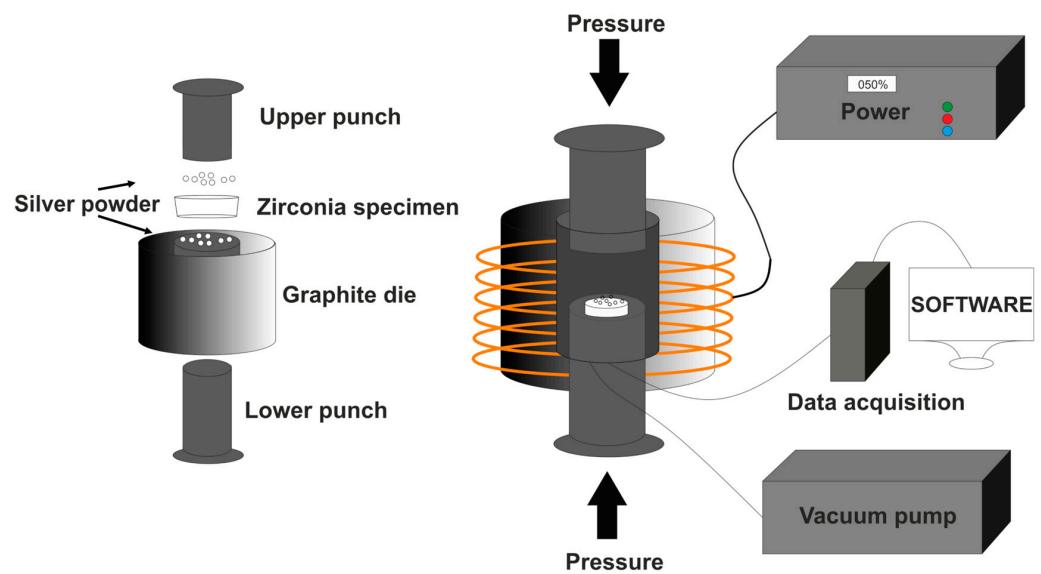 Upper punch
Silver powder
Zirconia specimen
Graphite die
Lower punch
Pressure
050%
Power
SOFTWARE
Data acquisition
Vacuum pump
Pressure